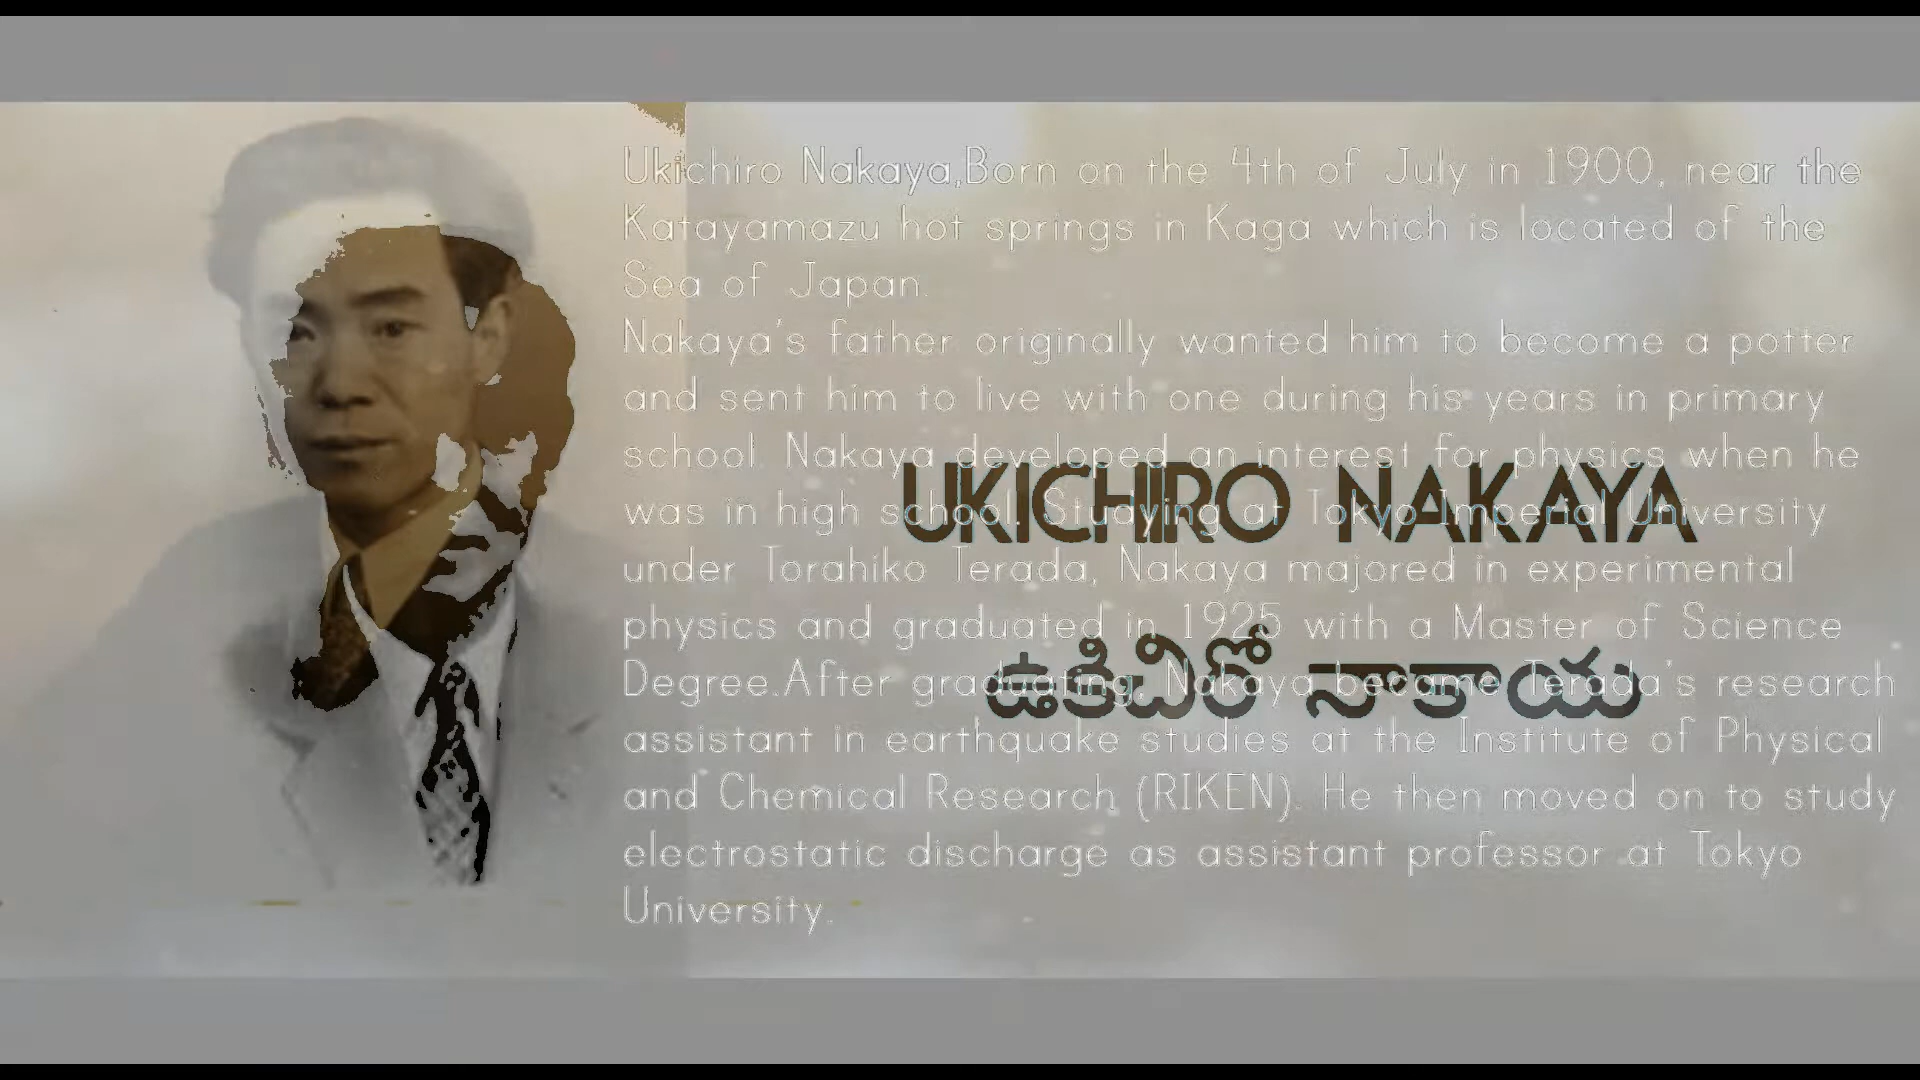 Ukichiro Nakaya,Born on the 4th of July in 1900, near the
Katayamazu hot springs in Kaga which is located of the
Sea of Japan.
Nakaya's father originally wanted him to become a potter
and sent him to live with one during his years in primary
school. Nakaya developed an interest for physics when he
was in high school. Studying at Tokyo Imperial University
under Torahiko Terada, Nakaya majored in experimental
physics and graduated in 1925 with a Master of Science
Degree.After graduating, Nakaya became Terada's research
assistant in earthquake studies at the Institute of Physical
and Chemical Research (RIKEN). He then moved on to study
electrostatic discharge as assistant professor at Tokyo
University.
UKICHIRO NAKAYA
ఉకిచిరో నాకాయ